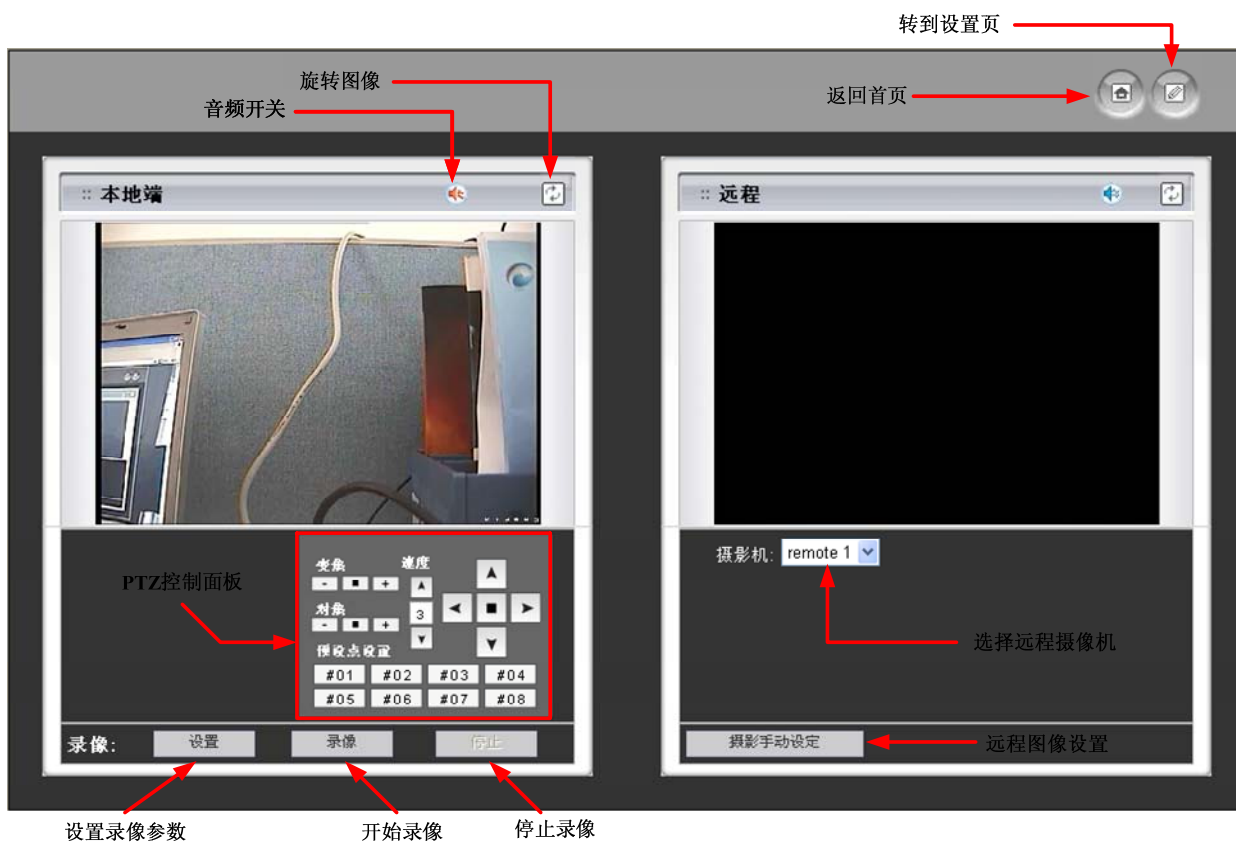 转到设置页
旋转图像
返回首页
音频开关
:: 本地端
:: 远程
PTZ控制面板
变焦
速度
- ■ +
对焦
3
- ■ +
预设点设置
#01 #02 #03 #04
#05 #06 #07 #08
摄影机: remote 1
选择远程摄像机
录像: 设置 录像 停止
摄影手动设定
远程图像设置
设置录像参数
开始录像
停止录像